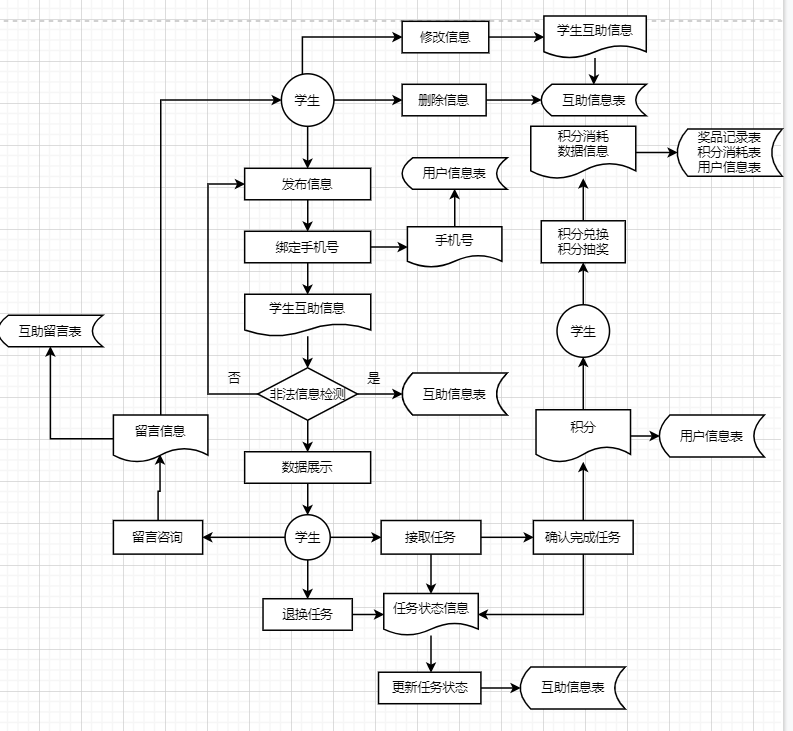 修改信息
学生互助信息
学生
删除信息
互助信息表
积分消耗
数据信息
奖品记录表
积分消耗表
用户信息表
发布信息
用户信息表
绑定手机号
手机号
积分兑换
积分抽奖
学生互助信息
互助留言表
学生
否
是
非法信息检测
互助信息表
留言信息
积分
用户信息表
数据展示
留言咨询
学生
接取任务
确认完成任务
退换任务
任务状态信息
更新任务状态
互助信息表